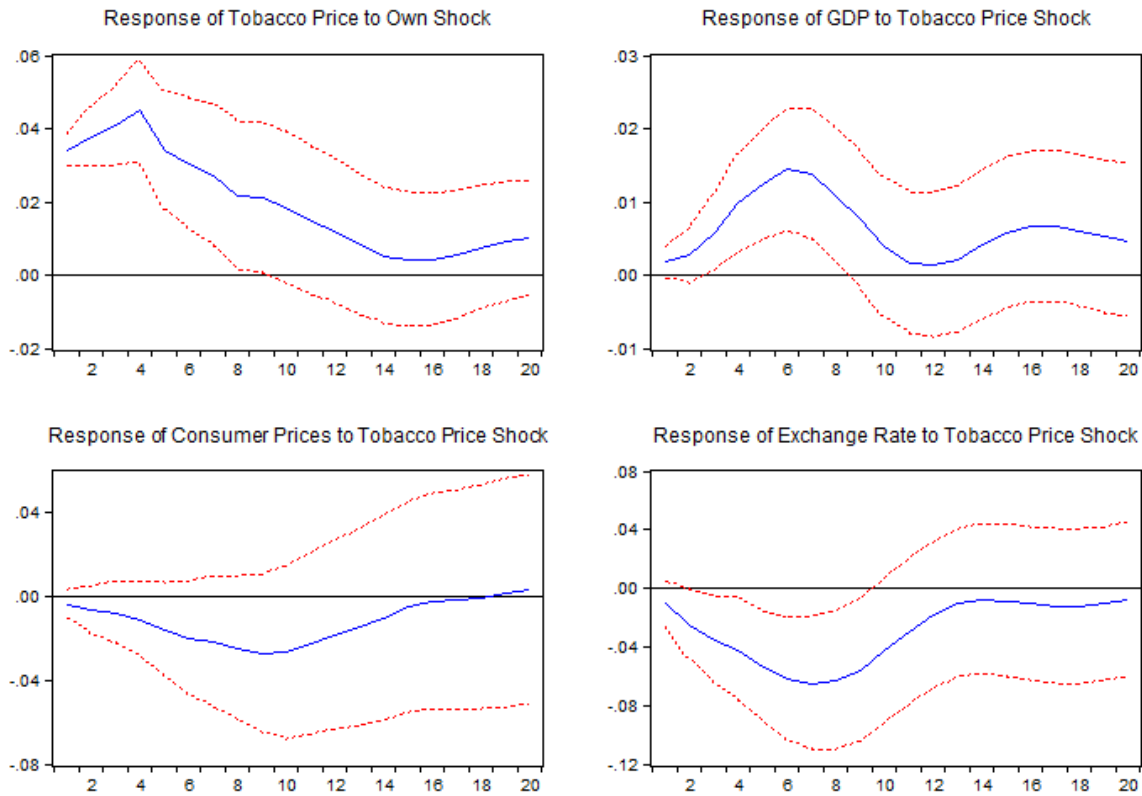 Response of Tobacco Price to Own Shock
.06
.04
.02
.00
-.02
2 4 6 8 10 12 14 16 18 20
Response of GDP to Tobacco Price Shock
.03
.02
.01
.00
-.01
2 4 6 8 10 12 14 16 18 20
Response of Consumer Prices to Tobacco Price Shock
.04
.00
-.04
-.08
2 4 6 8 10 12 14 16 18 20
Response of Exchange Rate to Tobacco Price Shock
.08
.04
.00
-.04
-.08
-.12
2 4 6 8 10 12 14 16 18 20